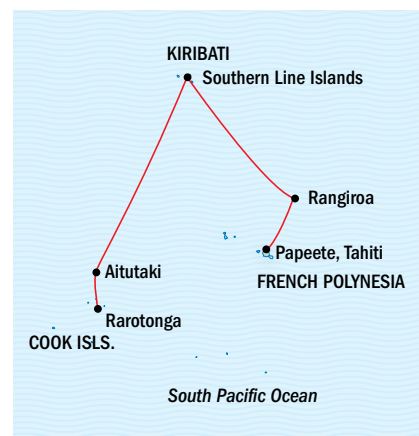 KIRIBATI
Southern Line Islands
Rangiroa
Papeete, Tahiti
FRENCH POLYNESIA
Aitutaki
Rarotonga
COOK ISLS.
South Pacific Ocean